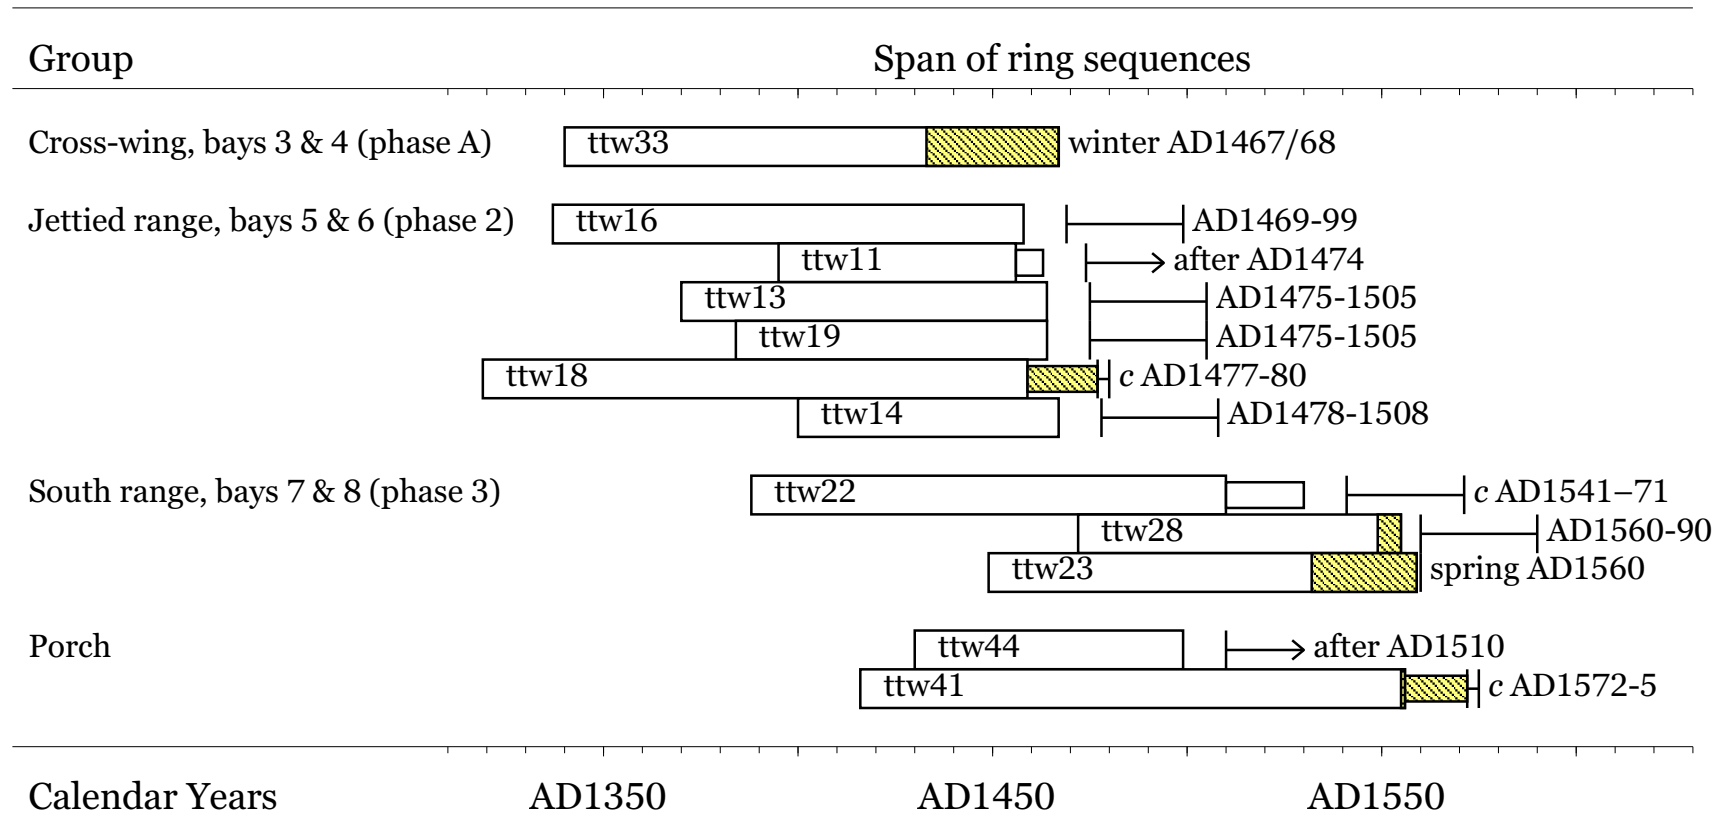 Group Span of ring sequences
Cross-wing, bays 3 & 4 (phase A) ttw33 winter AD1467/68
Jettied range, bays 5 & 6 (phase 2) ttw16 AD1469-99
ttw11 after AD1474
ttw13 AD1475-1505
ttw19 AD1475-1505
ttw18 c AD1477-80
ttw14 AD1478-1508
South range, bays 7 & 8 (phase 3) ttw22 c AD1541–71
ttw28 AD1560-90
ttw23 spring AD1560
Porch ttw44 after AD1510
ttw41 c AD1572-5
Calendar Years AD1350 AD1450 AD1550